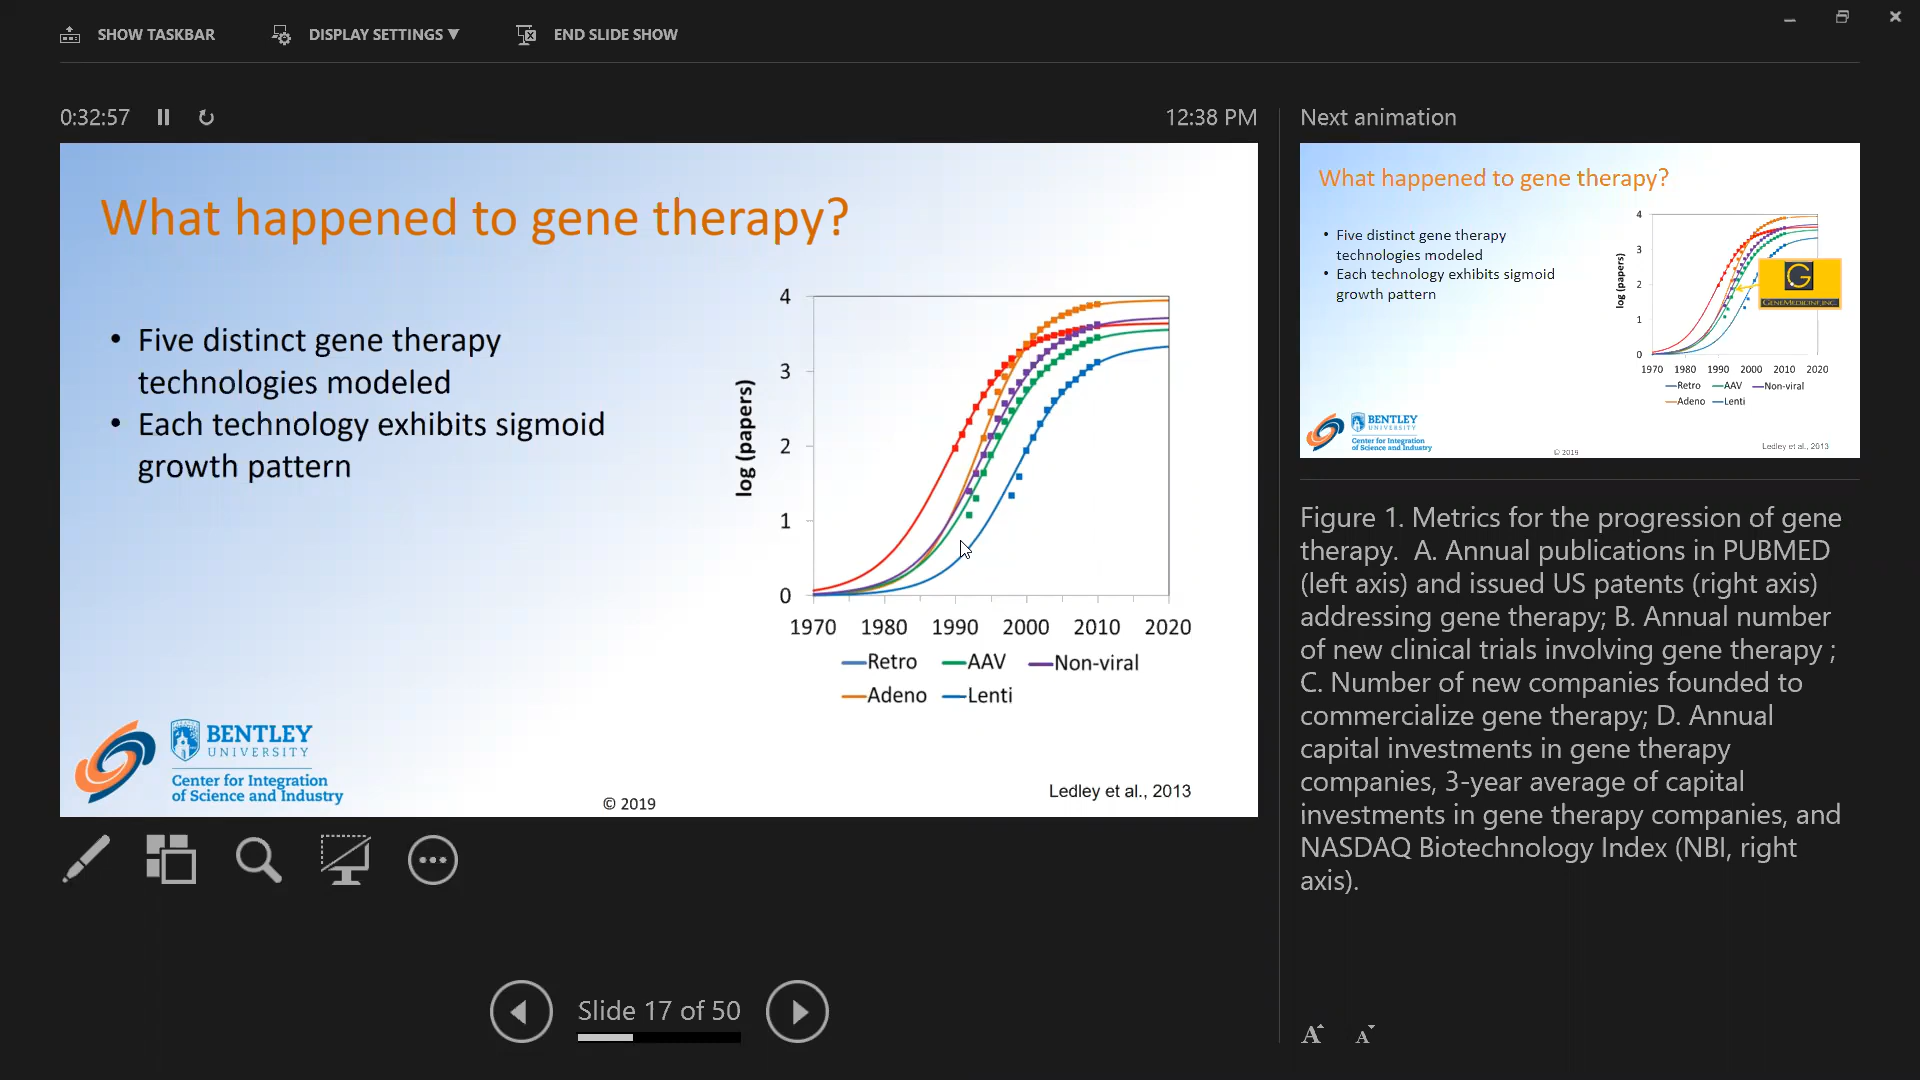 SHOW TASKBAR
DISPLAY SETTINGS ▼
END SLIDE SHOW
0:32:57
12:38 PM
What happened to gene therapy?
• Five distinct gene therapy
technologies modeled
• Each technology exhibits sigmoid
growth pattern
log (papers)
4
3
2
1
0
1970 1980 1990 2000 2010 2020
Retro AAV Non-viral
Adeno Lenti
BENTLEY
UNIVERSITY
Center for Integration
of Science and Industry
© 2019
Ledley et al., 2013
Slide 17 of 50
Next animation
What happened to gene therapy?
• Five distinct gene therapy
technologies modeled
• Each technology exhibits sigmoid
growth pattern
log (papers)
4
3
2
1
0
G
GENEMEDICINE, INC.
1970 1980 1990 2000 2010 2020
Retro AAV Non-viral
Adeno Lenti
BENTLEY
UNIVERSITY
Center for Integration
of Science and Industry
© 2019
Ledley et al., 2013
Figure 1. Metrics for the progression of gene
therapy. A. Annual publications in PUBMED
(left axis) and issued US patents (right axis)
addressing gene therapy; B. Annual number
of new clinical trials involving gene therapy ;
C. Number of new companies founded to
commercialize gene therapy; D. Annual
capital investments in gene therapy
companies, 3-year average of capital
investments in gene therapy companies, and
NASDAQ Biotechnology Index (NBI, right
axis).
A A